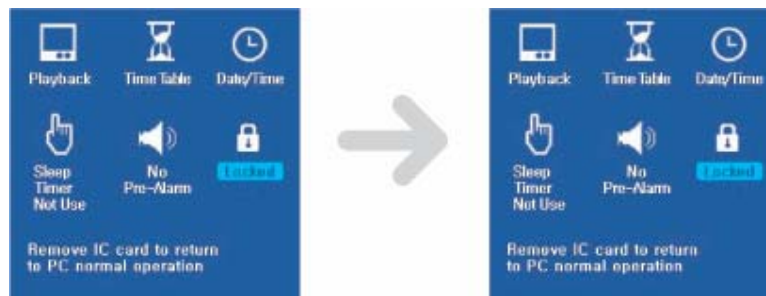 Playback Time Table Date/Time
Sleep Timer Not Use
No Pre-Alarm
Locked
Remove IC card to return
to PC normal operation
Playback Time Table Date/Time
Sleep Timer Not Use
No Pre-Alarm
Locked
Remove IC card to return
to PC normal operation